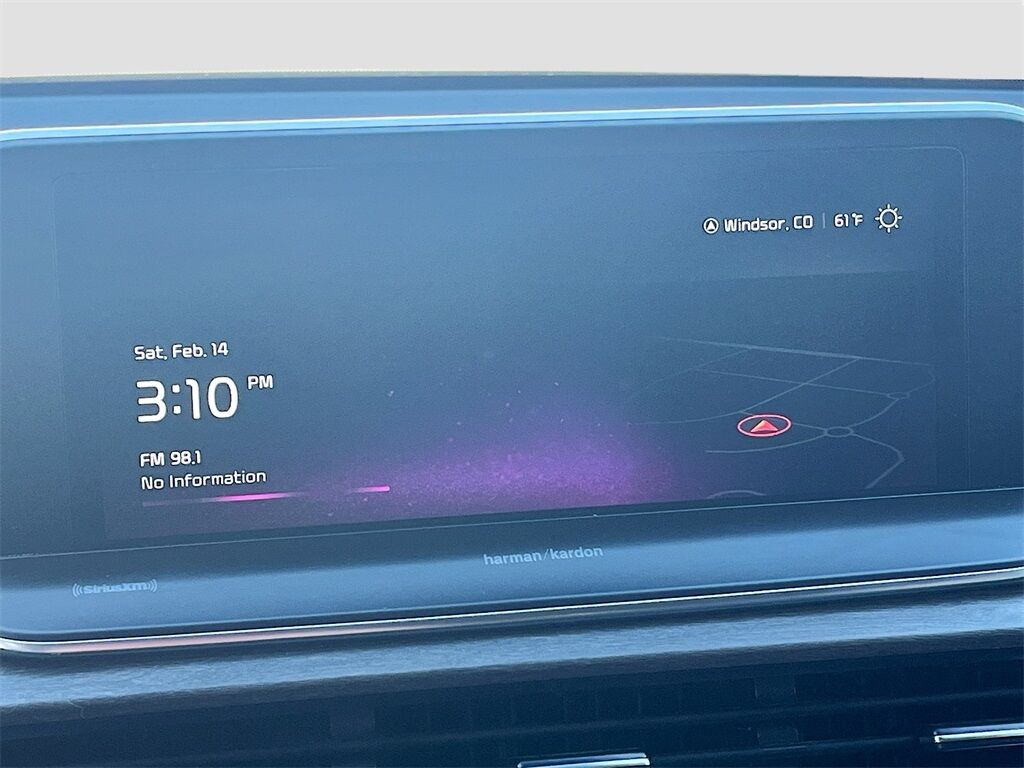 Windsor, CO | 61°F
Sat, Feb. 14
3:10 PM
FM 98.1
No Information
harman/kardon
((SiriusXM))